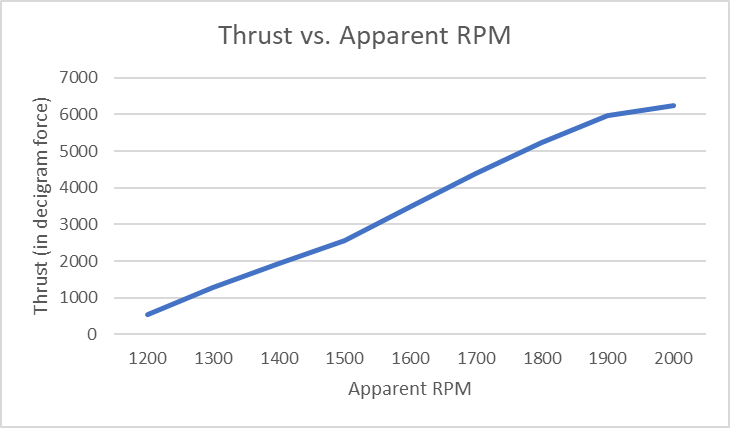 Thrust vs. Apparent RPM
Thrust (in decigram force)
7000
6000
5000
4000
3000
2000
1000
0
1200 1300 1400 1500 1600 1700 1800 1900 2000
Apparent RPM